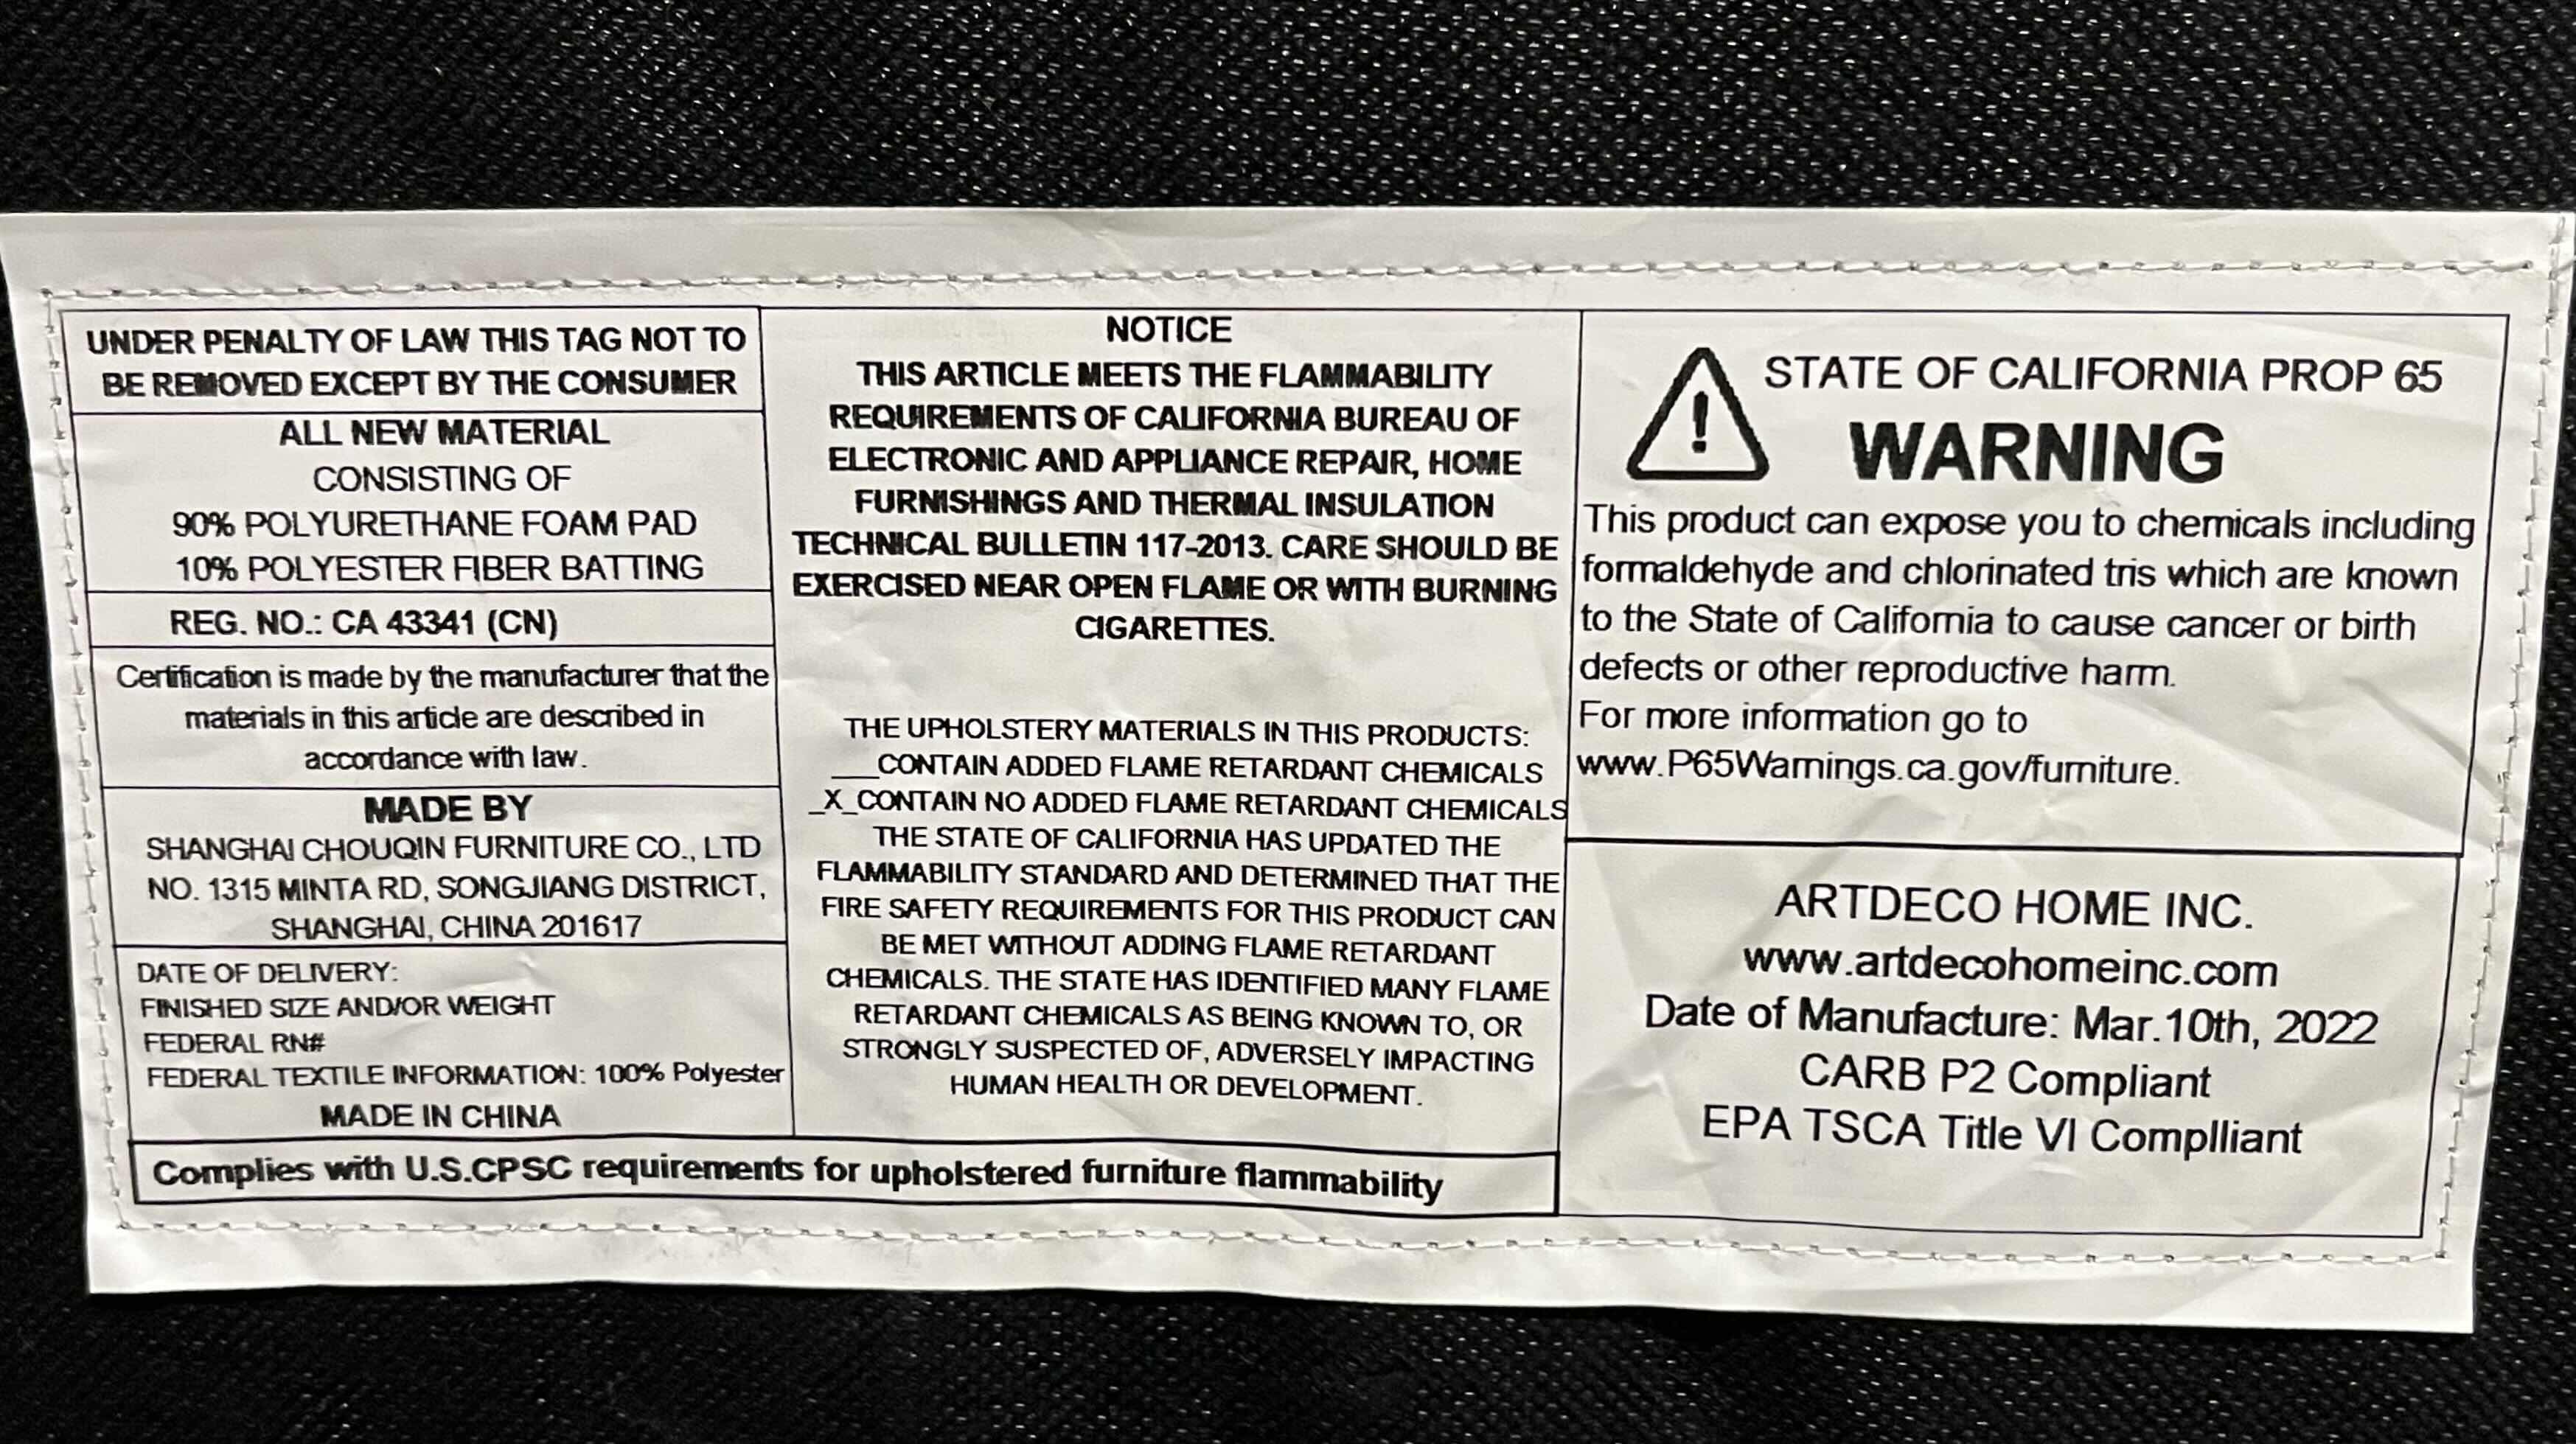 UNDER PENALTY OF LAW THIS TAG NOT TO
BE REMOVED EXCEPT BY THE CONSUMER
ALL NEW MATERIAL
CONSISTING OF
90% POLYURETHANE FOAM PAD
10% POLYESTER FIBER BATTING
REG. NO.: CA 43341 (CN)
Certification is made by the manufacturer that the
materials in this article are described in
accordance with law.
MADE BY
SHANGHAI CHOUQIN FURNITURE CO., LTD
NO. 1315 MINTA RD, SONGJIANG DISTRICT,
SHANGHAI, CHINA 201617
DATE OF DELIVERY:
FINISHED SIZE AND/OR WEIGHT
FEDERAL RN#
FEDERAL TEXTILE INFORMATION: 100% Polyester
MADE IN CHINA
NOTICE
THIS ARTICLE MEETS THE FLAMMABILITY
REQUIREMENTS OF CALIFORNIA BUREAU OF
ELECTRONIC AND APPLIANCE REPAIR, HOME
FURNISHINGS AND THERMAL INSULATION
TECHNICAL BULLETIN 117-2013. CARE SHOULD BE
EXERCISED NEAR OPEN FLAME OR WITH BURNING
CIGARETTES.
THE UPHOLSTERY MATERIALS IN THIS PRODUCTS:
___CONTAIN ADDED FLAME RETARDANT CHEMICALS
_X_CONTAIN NO ADDED FLAME RETARDANT CHEMICALS
THE STATE OF CALIFORNIA HAS UPDATED THE
FLAMMABILITY STANDARD AND DETERMINED THAT THE
FIRE SAFETY REQUIREMENTS FOR THIS PRODUCT CAN
BE MET WITHOUT ADDING FLAME RETARDANT
CHEMICALS. THE STATE HAS IDENTIFIED MANY FLAME
RETARDANT CHEMICALS AS BEING KNOWN TO, OR
STRONGLY SUSPECTED OF, ADVERSELY IMPACTING
HUMAN HEALTH OR DEVELOPMENT.
Complies with U.S.CPSC requirements for upholstered furniture flammability
STATE OF CALIFORNIA PROP 65
WARNING
This product can expose you to chemicals including
formaldehyde and chlorinated tris which are known
to the State of California to cause cancer or birth
defects or other reproductive harm.
For more information go to
www.P65Warnings.ca.gov/furniture.
ARTDECO HOME INC.
www.artdecohomeinc.com
Date of Manufacture: Mar.10th, 2022
CARB P2 Compliant
EPA TSCA Title VI Complliant